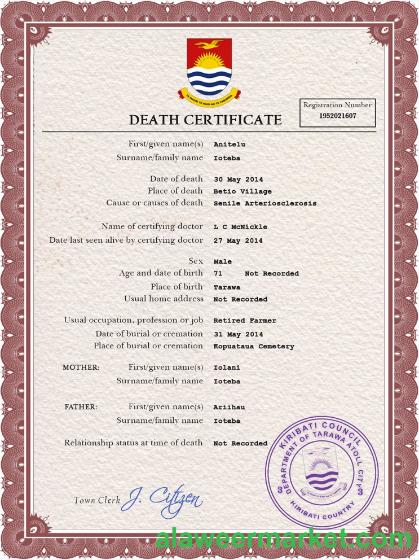 Registration Number
1952021607
DEATH CERTIFICATE
First/given name(s) Anitelu
Surname/family name Ioteba
Date of death 30 May 2014
Place of death Betio Village
Cause or causes of death Senile Arteriosclerosis
Name of certifying doctor L C McNickle
Date last seen alive by certifying doctor 27 May 2014
Sex Male
Age and date of birth 71 Not Recorded
Place of birth Tarawa
Usual home address Not Recorded
Usual occupation, profession or job Retired Farmer
Date of burial or cremation 31 May 2014
Place of burial or cremation Kopuataua Cemetery
MOTHER: First/given name(s) Iolani
Surname/family name Ioteba
FATHER: First/given name(s) Ariihau
Surname/family name Ioteba
Relationship status at time of death Not Recorded
KIRIBATI COUNCIL
DEPARTMENT OF TARAWA ATOLL CITY
KIRIBATI COUNTRY
Town Clerk J. Citizen
alaweermarket.com